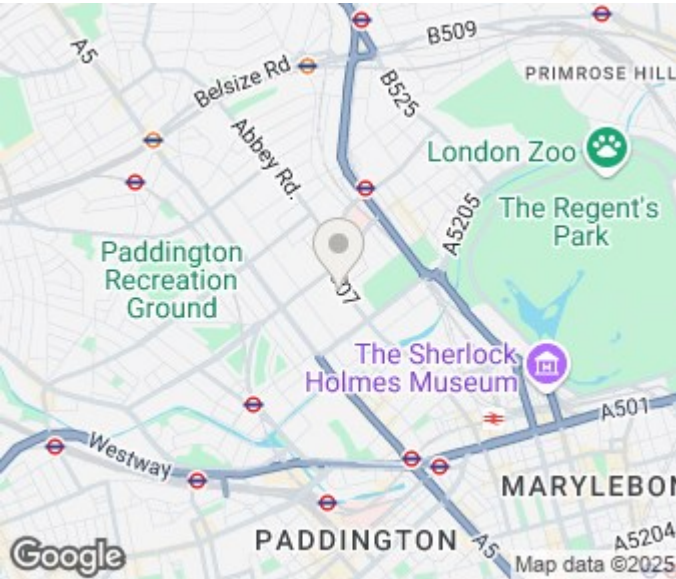 B509
A5
Belsize Rd
B525
PRIMROSE HILL
Abbey Rd.
London Zoo
A5205
The Regent's
Park
Paddington
Recreation
Ground
The Sherlock
Holmes Museum
A501
Westway
MARYLEBON
PADDINGTON
A5
A5204
Google
Map data ©2025